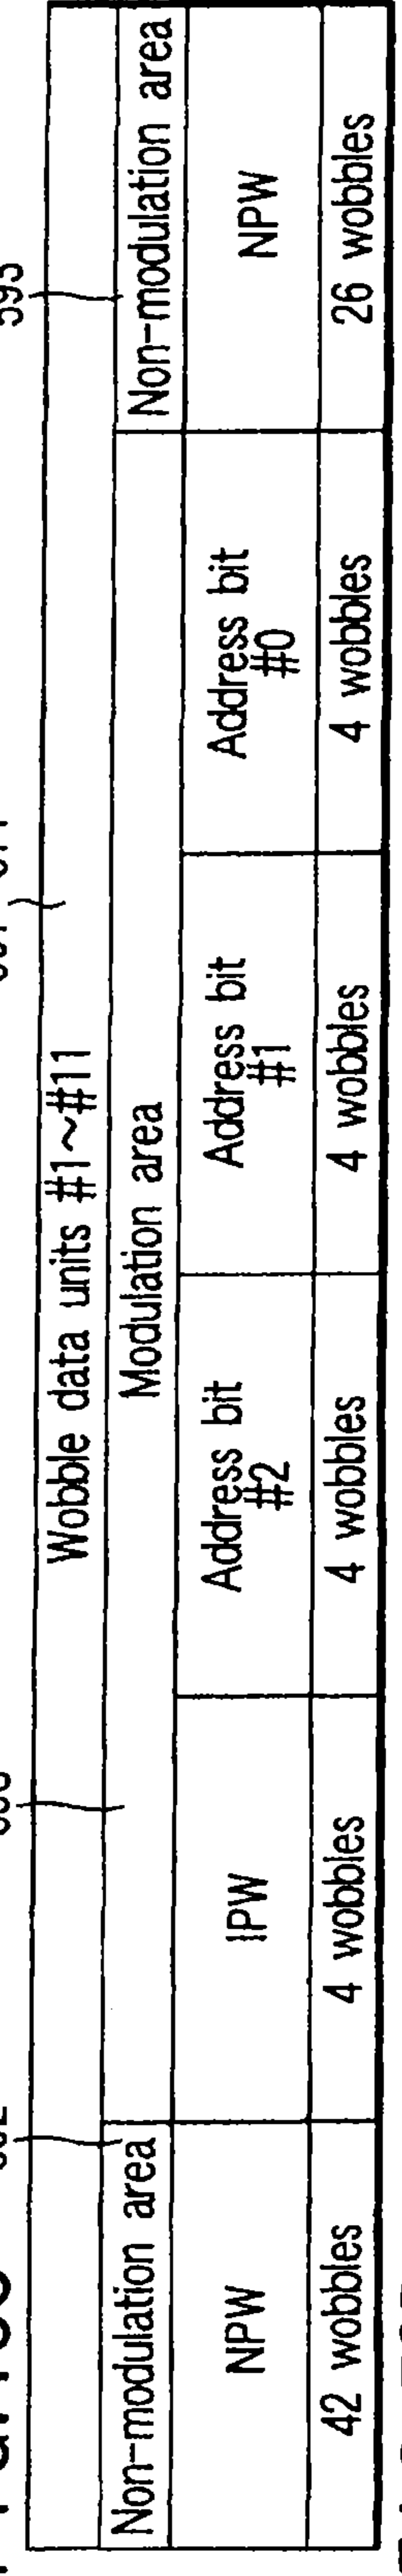 Wobble data units #1~#11
Non-modulation area
Modulation area
Non-modulation area
593
NPW
IPW
Address bit
#2
Address bit
#1
Address bit
#0
NPW
42 wobbles
4 wobbles
4 wobbles
4 wobbles
4 wobbles
26 wobbles